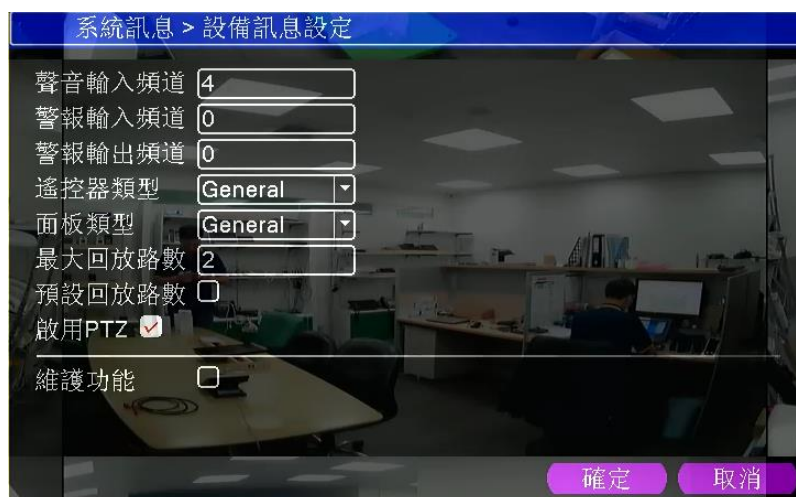 系統訊息 > 設備訊息設定
聲音輸入頻道 4
警報輸入頻道 0
警報輸出頻道 0
遙控器類型 General
面板類型 General
最大回放路數 2
預設回放路數
啟用PTZ
維護功能
確定 取消